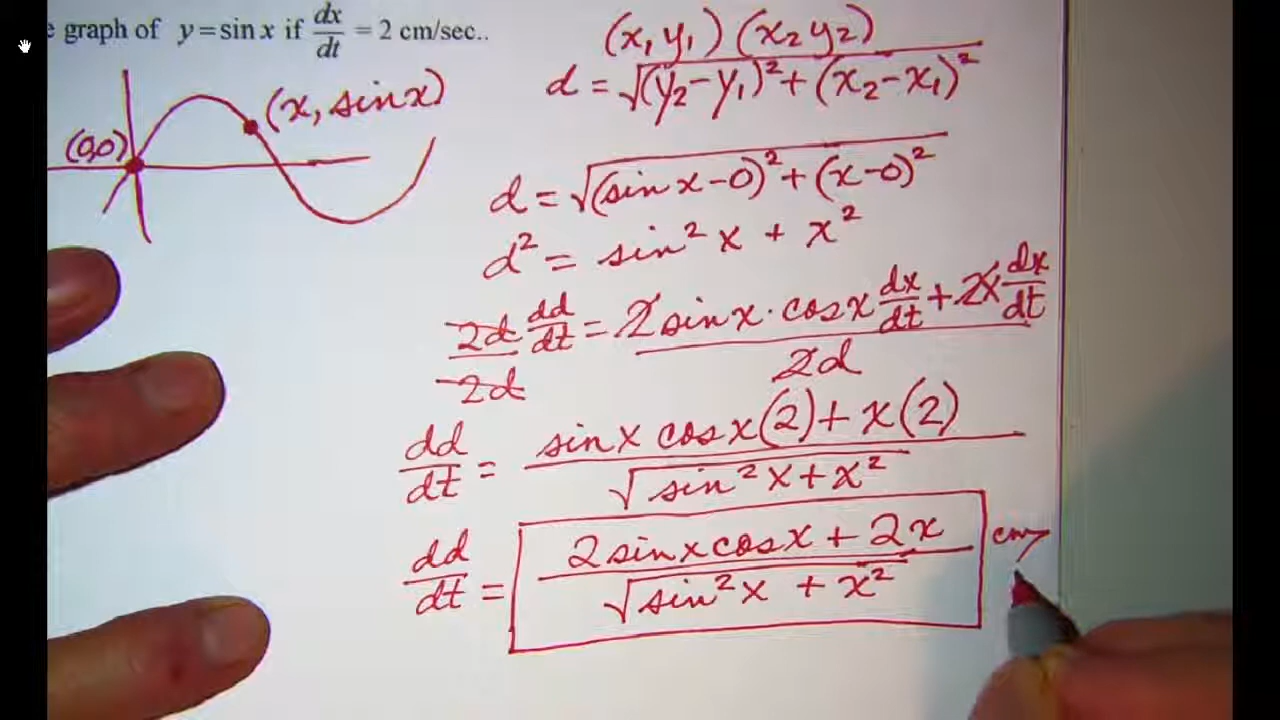 e graph of y = sin x if dx/dt = 2 cm/sec..
(x, sin x)
(0,0)
(x, y₁) (x₂ y₂)
d = √((y₂ − y₁)² + (x₂ − x₁)²)
d = √((sin x − 0)² + (x − 0)²)
d² = sin² x + x²
2d dd/dt = 2 sin x · cos x dx/dt + 2x dx/dt
2d 2d
dd/dt = sin x cos x (2) + x (2) / √(sin² x + x²)
dd/dt = 2 sin x cos x + 2x / √(sin² x + x²) cm/